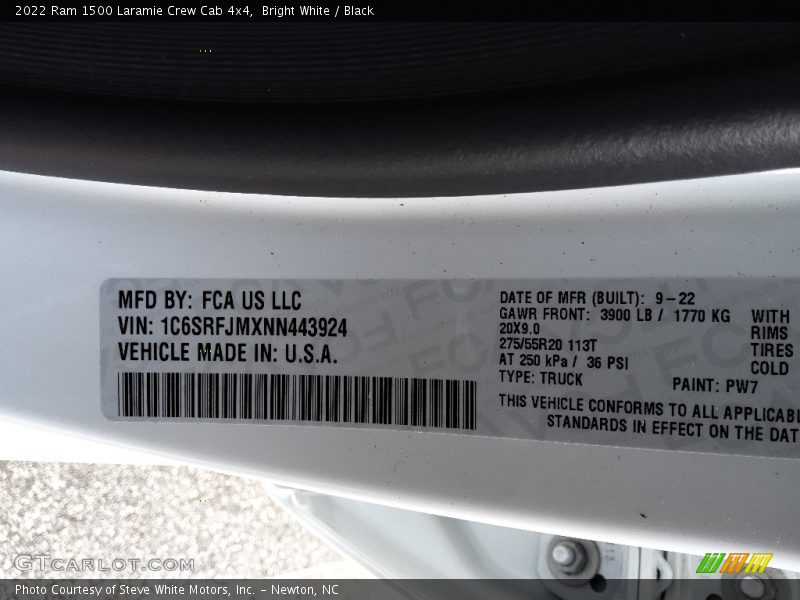 2022 Ram 1500 Laramie Crew Cab 4x4, Bright White / Black
MFD BY: FCA US LLC
VIN: 1C6SRFJMXNN443924
VEHICLE MADE IN: U.S.A.
DATE OF MFR (BUILT): 9-22
GAWR FRONT: 3900 LB / 1770 KG WITH
20X9.0 RIMS
275/55R20 113T TIRES
AT 250 kPa / 36 PSI COLD
TYPE: TRUCK PAINT: PW7
THIS VEHICLE CONFORMS TO ALL APPLICABL
STANDARDS IN EFFECT ON THE DAT
GTCARLOT.COM
Photo Courtesy of Steve White Motors, Inc. – Newton, NC